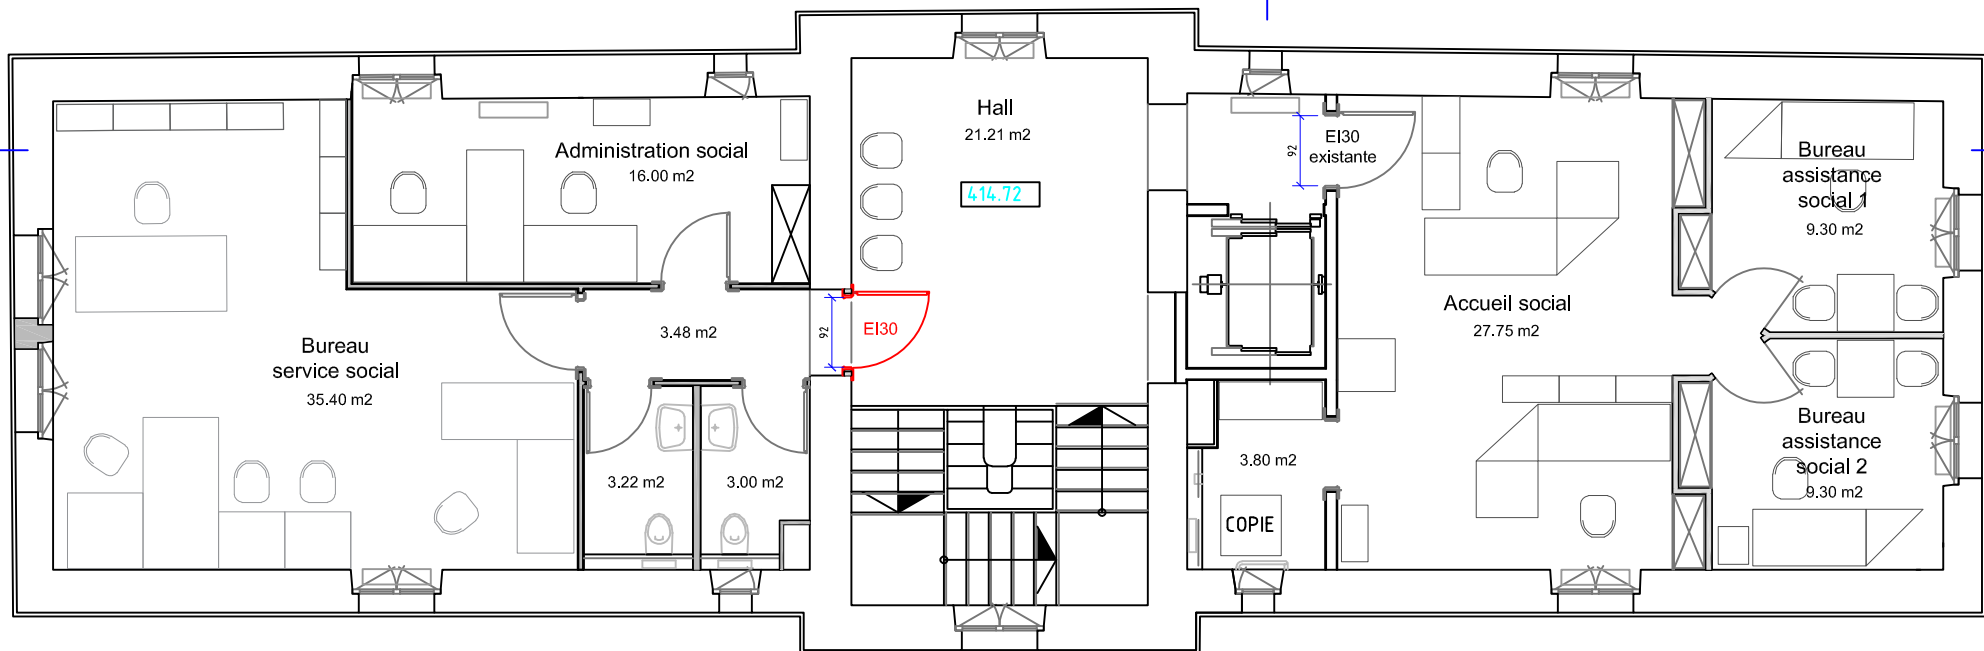 Hall
21.21 m2
414.72
Administration social
16.00 m2
EI30
existante
92
Bureau
assistance
social 1
9.30 m2
Accueil social
27.75 m2
3.48 m2
92
EI30
Bureau
service social
35.40 m2
3.22 m2
3.00 m2
3.80 m2
COPIE
Bureau
assistance
social 2
9.30 m2